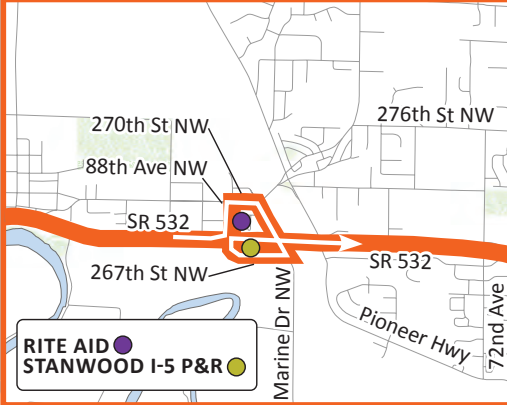 276th St NW
270th St NW
88th Ave NW
SR 532
SR 532
267th St NW
Marine Dr NW
Pioneer Hwy
72nd Ave
RITE AID
STANWOOD I-5 P&R